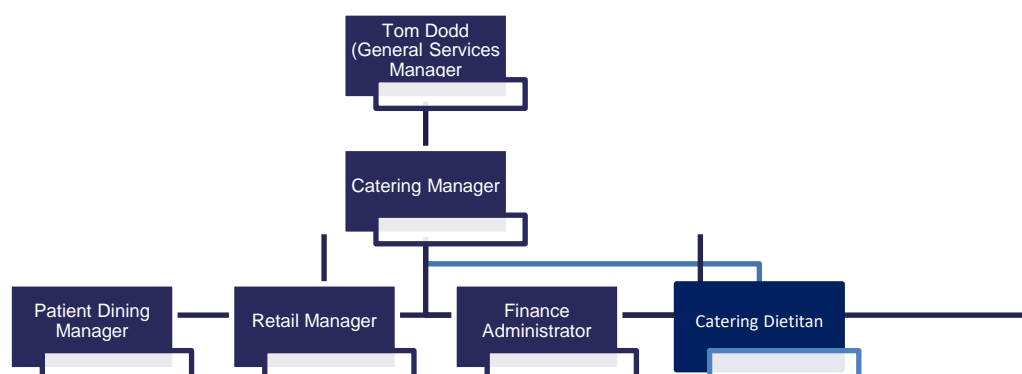 Tom Dodd
(General Services
Manager
Catering Manager
Patient Dining
Manager
Retail Manager
Finance
Administrator
Catering Dietitan